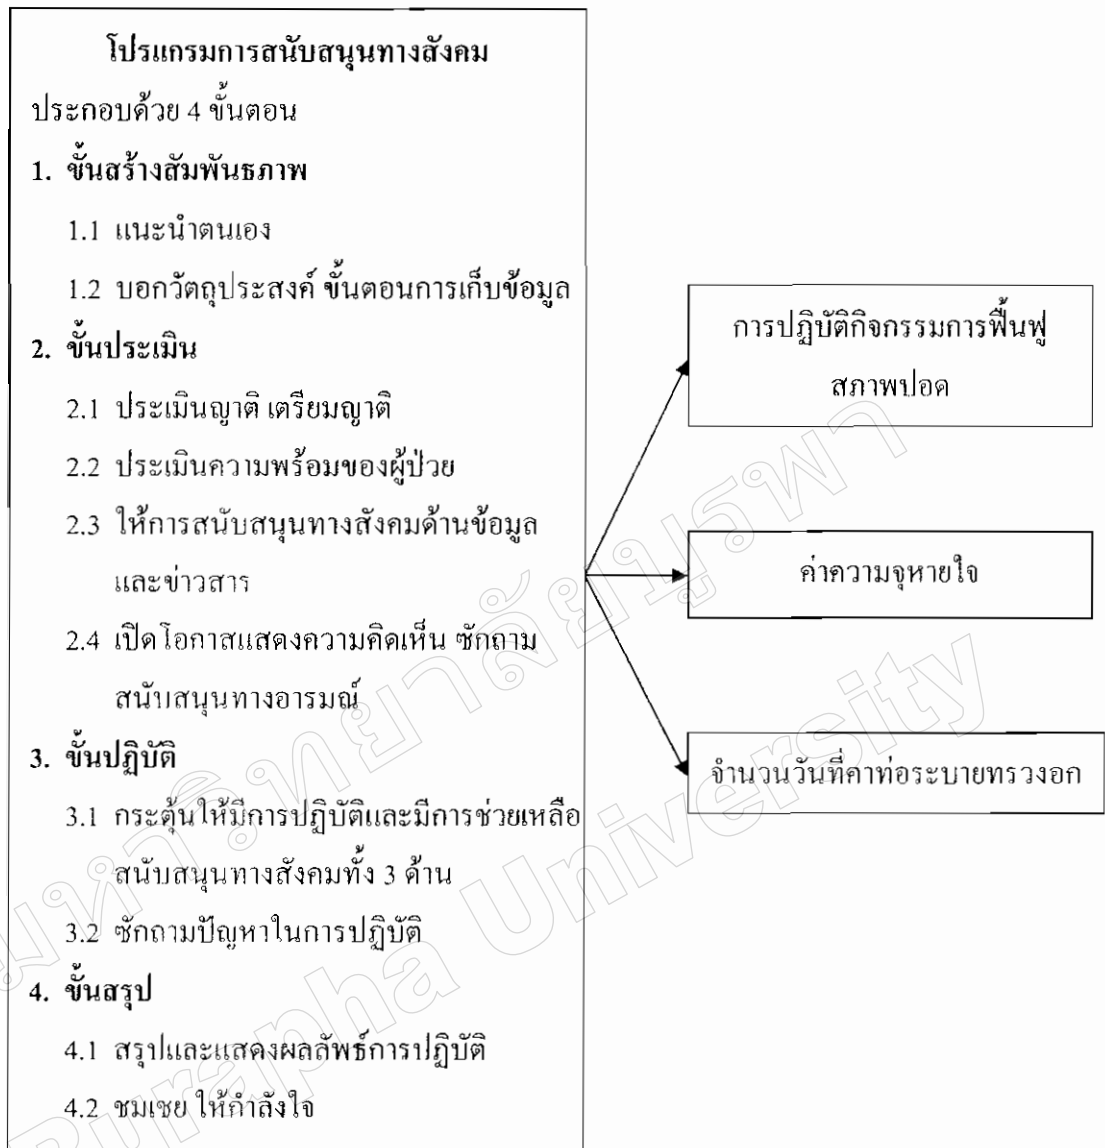 โปรแกรมการสนับสนุนทางสังคม
ประกอบด้วย 4 ขั้นตอน
1. ขั้นสร้างสัมพันธภาพ
1.1 แนะนำตนเอง
1.2 บอกวัตถุประสงค์ ขั้นตอนการเก็บข้อมูล
2. ขั้นประเมิน
2.1 ประเมินญาติ เตรียมญาติ
2.2 ประเมินความพร้อมของผู้ป่วย
2.3 ให้การสนับสนุนทางสังคมด้านข้อมูล
และข่าวสาร
2.4 เปิดโอกาสแสดงความคิดเห็น ซักถาม
สนับสนุนทางอารมณ์
3. ขั้นปฏิบัติ
3.1 กระตุ้นให้มีการปฏิบัติและมีการช่วยเหลือ
สนับสนุนทางสังคมทั้ง 3 ด้าน
3.2 ซักถามปัญหาในการปฏิบัติ
4. ขั้นสรุป
4.1 สรุปและแสดงผลลัพธ์การปฏิบัติ
4.2 ชมเชย ให้กำลังใจ
การปฏิบัติกิจกรรมการฟื้นฟู
สภาพปอด
ค่าความจุหายใจ
จำนวนวันที่คาท่อระบายทรวงอก
มหาวิทยาลัยบูรพา
Burapha University